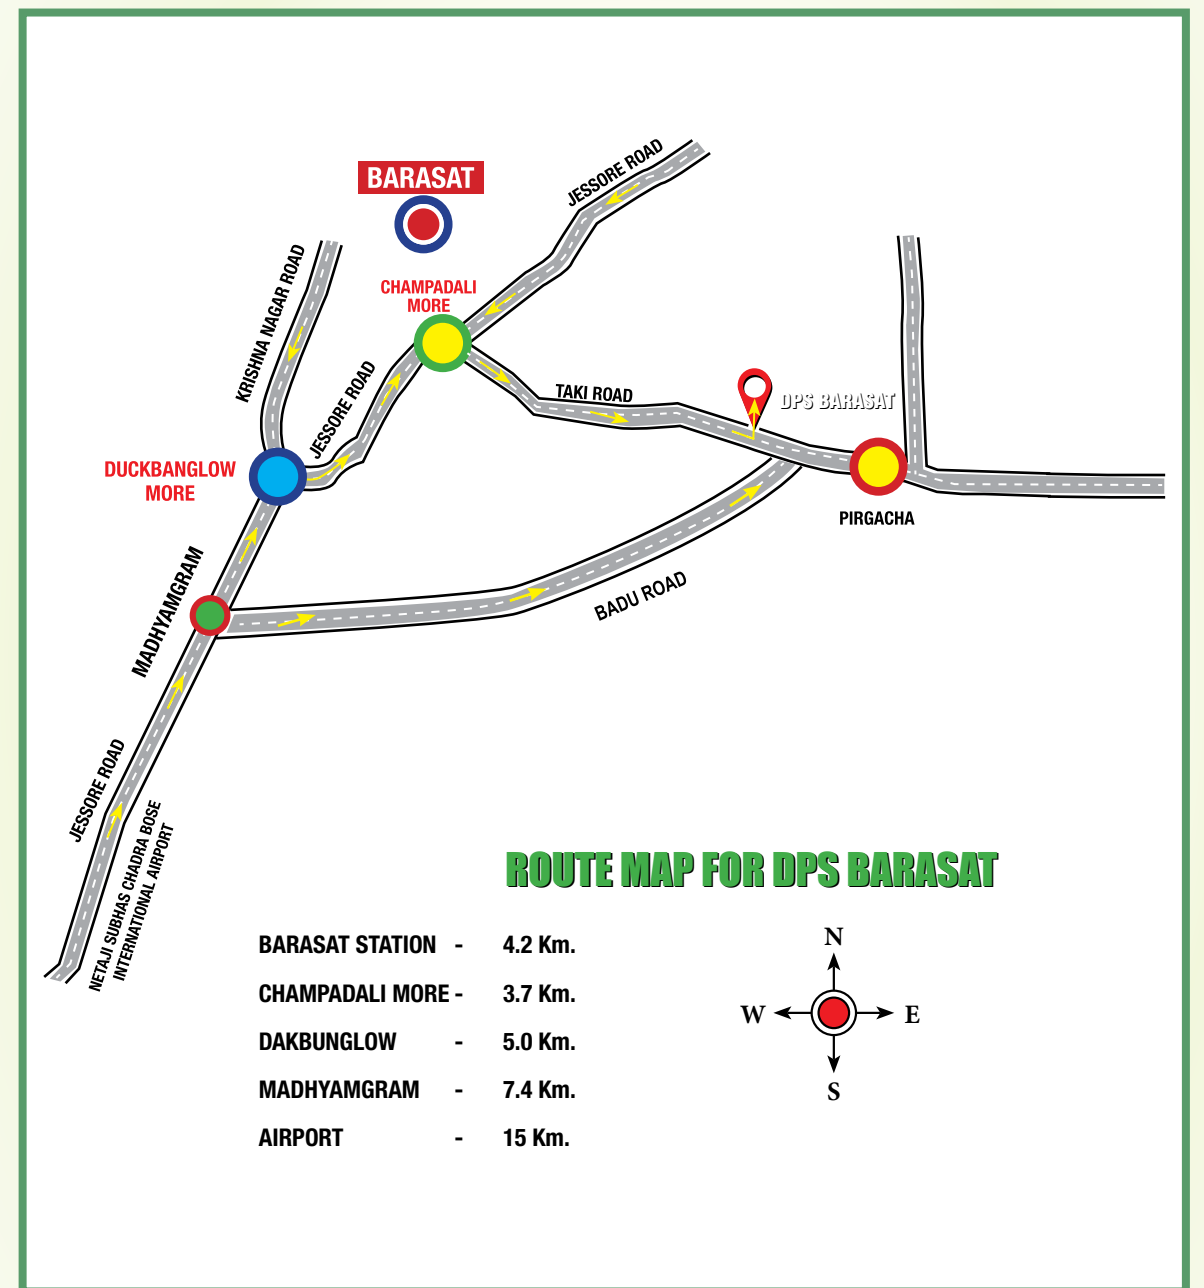 JESSORE ROAD
BARASAT
KRISHNA NAGAR ROAD
CHAMPADALI
MORE
JESSORE ROAD
TAKI ROAD
DPS BARASAT
DUCKBANGLOW
MORE
PIRGACHA
MADHYAMGRAM
BADU ROAD
JESSORE ROAD
NETAJI SUBHAS CHADRA BOSE
INTERNATIONAL AIRPORT
ROUTE MAP FOR DPS BARASAT
BARASAT STATION - 4.2 Km.
CHAMPADALI MORE - 3.7 Km.
DAKBUNGLOW - 5.0 Km.
MADHYAMGRAM - 7.4 Km.
AIRPORT - 15 Km.
N
W E
S